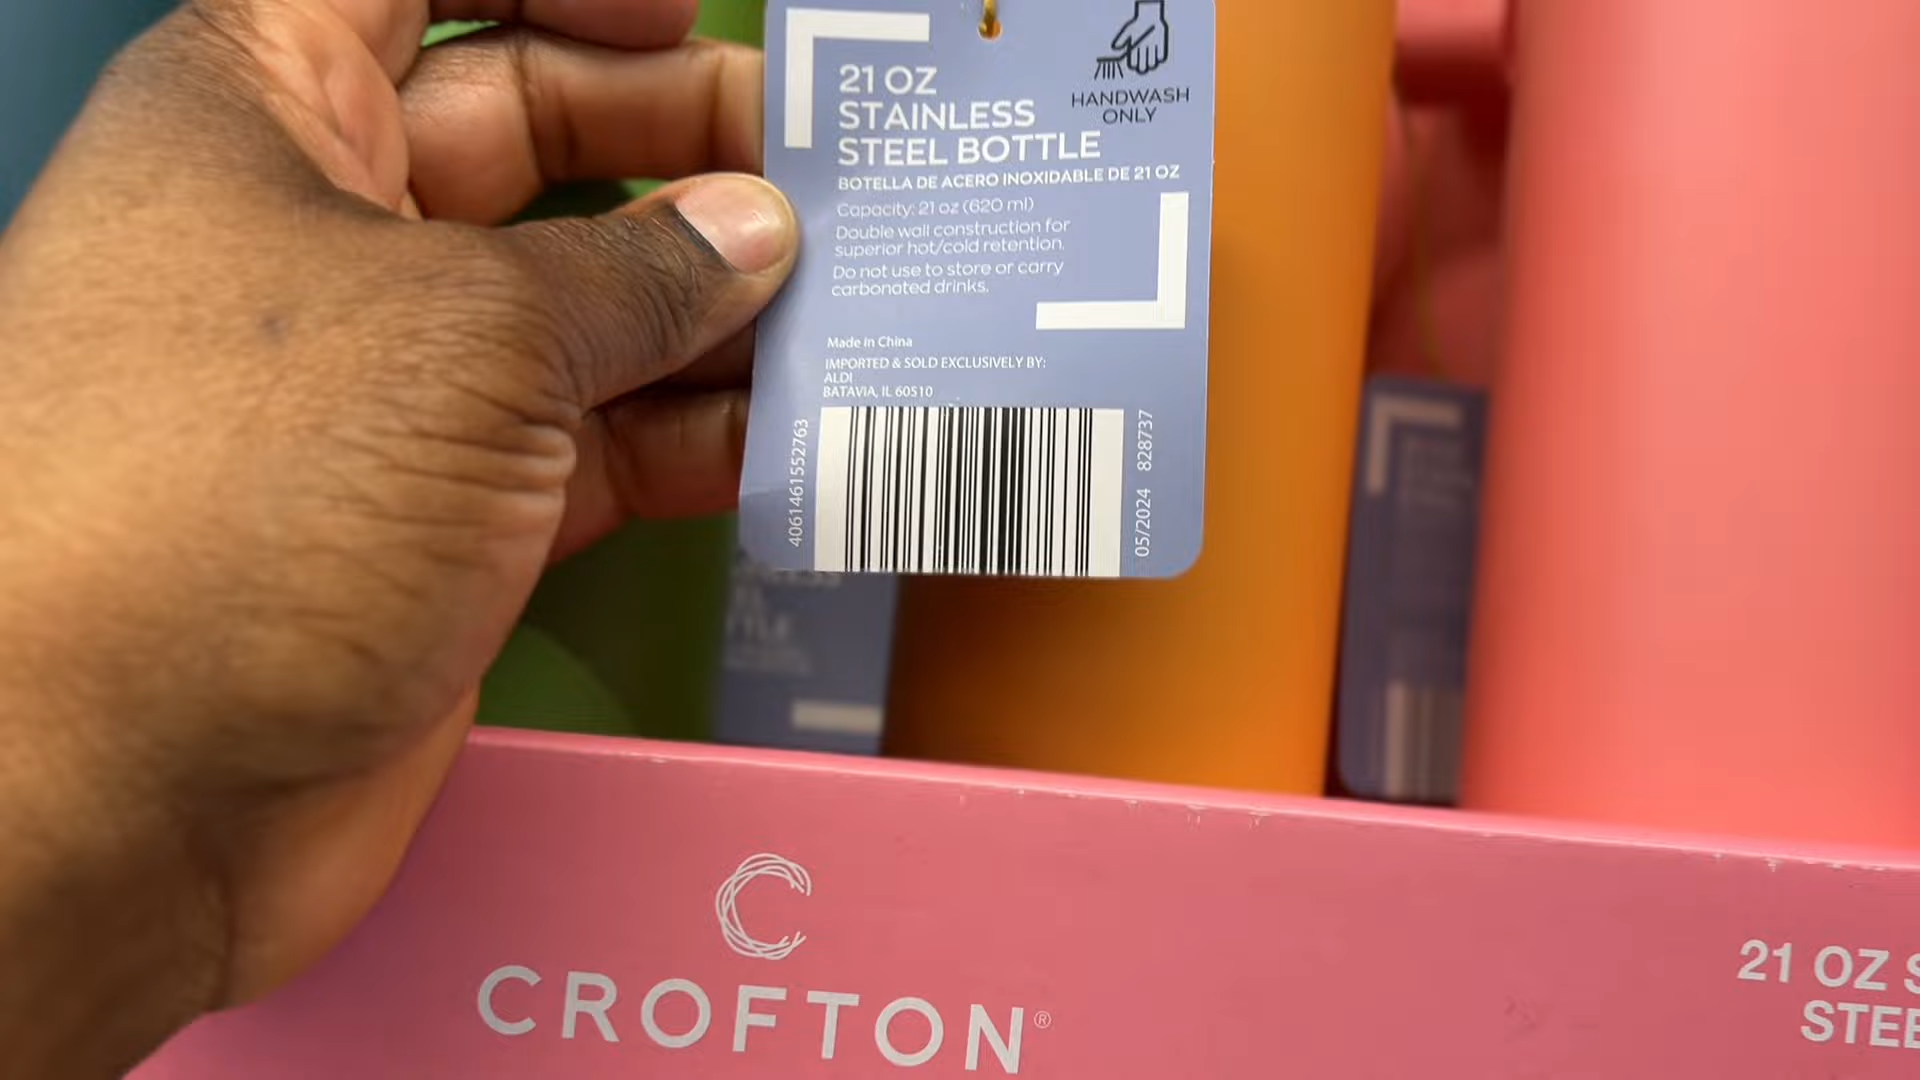 HANDWASH
ONLY
21 OZ
STAINLESS
STEEL BOTTLE
BOTELLA DE ACERO INOXIDABLE DE 21 OZ
Capacity: 21 oz (620 ml)
Double wall construction for
superior hot/cold retention.
Do not use to store or carry
carbonated drinks.
Made in China
IMPORTED & SOLD EXCLUSIVELY BY:
ALDI
BATAVIA, IL 60510
4061461552763
05/2024 828737
C
CROFTON®
21 OZ S
STEE